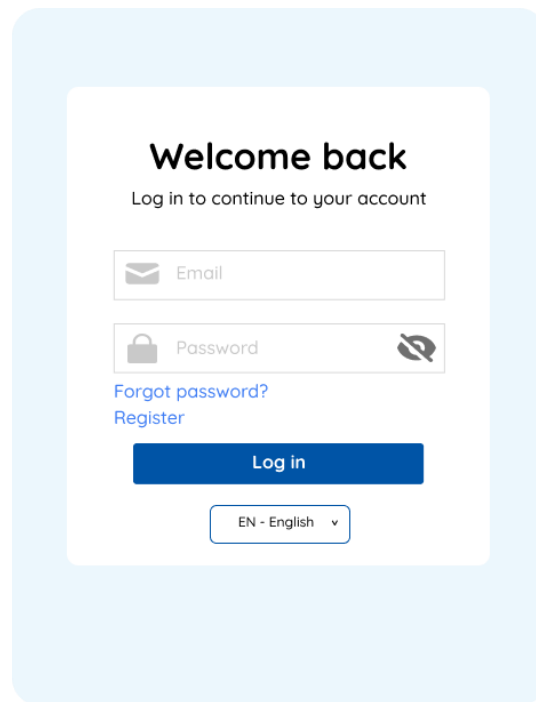 Welcome back
Log in to continue to your account
Email
Password
Forgot password?
Register
Log in
EN - English